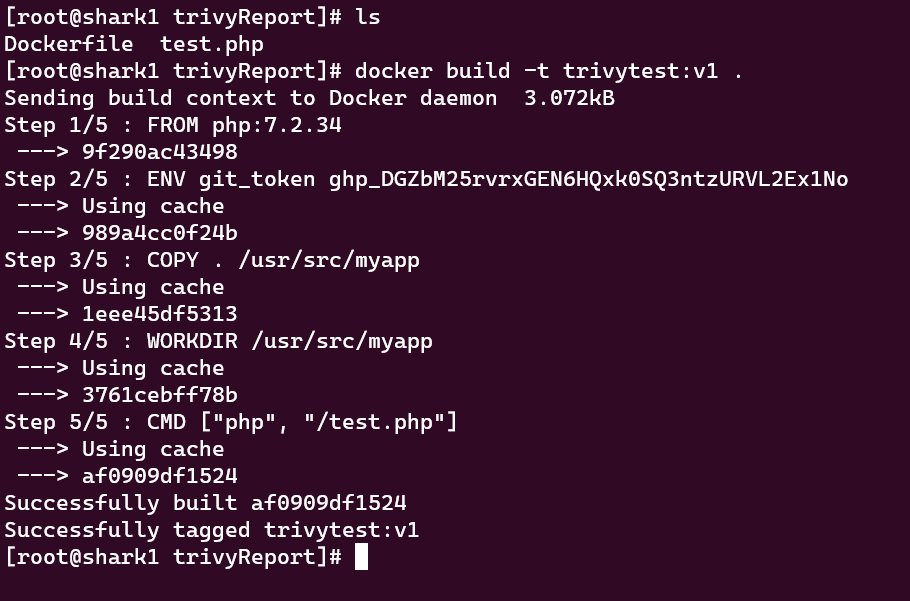 [root@shark1 trivyReport]# ls
Dockerfile  test.php
[root@shark1 trivyReport]# docker build -t trivytest:v1 .
Sending build context to Docker daemon  3.072kB
Step 1/5 : FROM php:7.2.34
 ---> 9f290ac43498
Step 2/5 : ENV git_token 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
 ---> Using cache
 ---> 989a4cc0f24b
Step 3/5 : COPY . /usr/src/myapp
 ---> Using cache
 ---> 1eee45df5313
Step 4/5 : WORKDIR /usr/src/myapp
 ---> Using cache
 ---> 3761cebff78b
Step 5/5 : CMD ["php", "/test.php"]
 ---> Using cache
 ---> af0909df1524
Successfully built af0909df1524
Successfully tagged trivytest:v1
[root@shark1 trivyReport]#